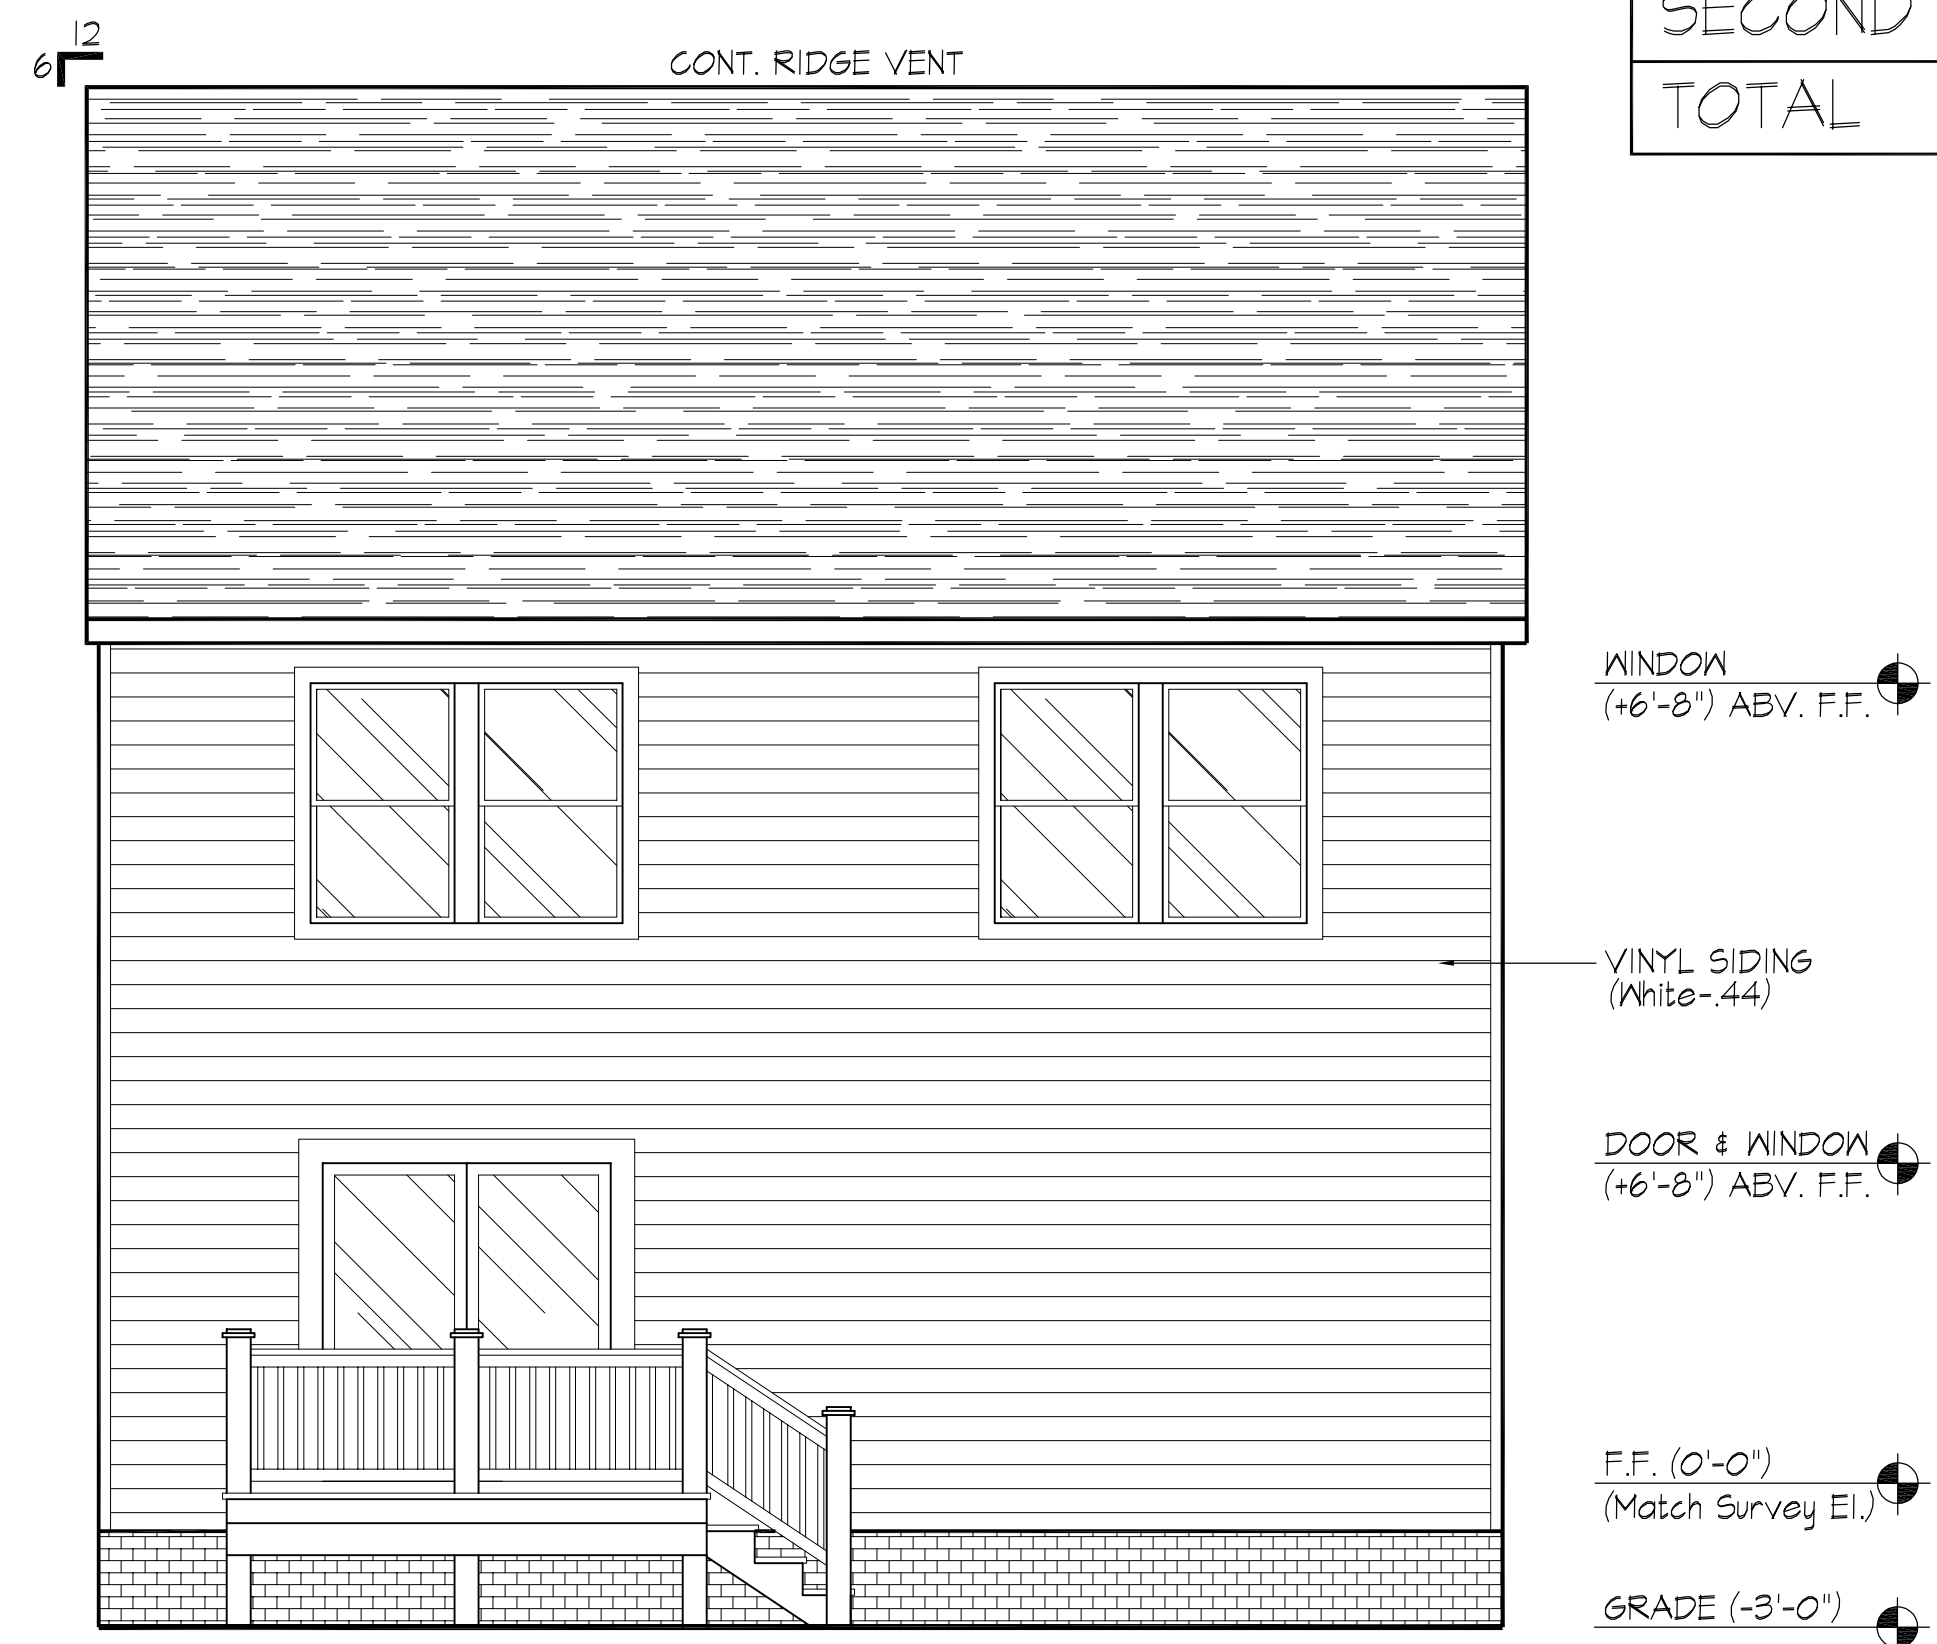 12
6
CONT. RIDGE VENT
SECOND
TOTAL
WINDOW
(+6'-8") ABV. F.F.
VINYL SIDING
(White-.44)
DOOR & WINDOW
(+6'-8") ABV. F.F.
F.F. (0'-0")
(Match Survey El.)
GRADE (-3'-0")